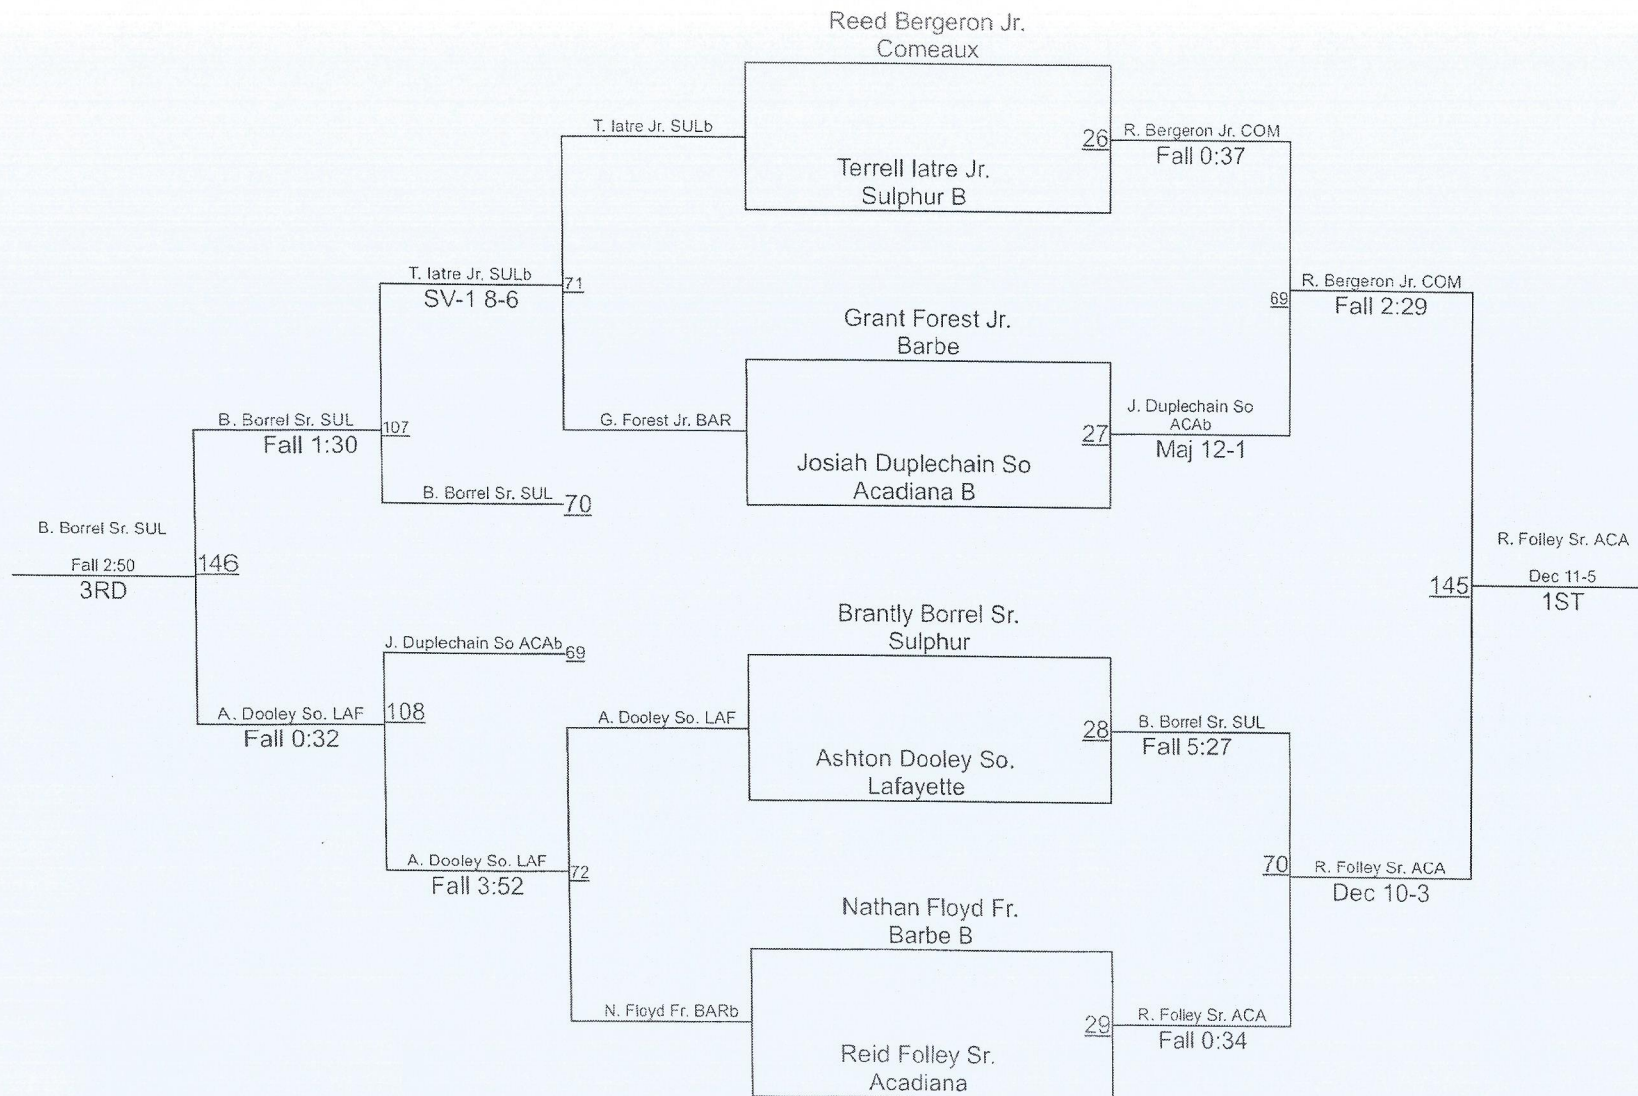 Reed Bergeron Jr.
Comeaux
T. Iatre Jr. SULb
26
R. Bergeron Jr. COM
Fall 0:37
Terrell Iatre Jr.
Sulphur B
T. Iatre Jr. SULb
SV-1 8-6
71
R. Bergeron Jr. COM
Fall 2:29
69
Grant Forest Jr.
Barbe
B. Borrel Sr. SUL
Fall 1:30
107
G. Forest Jr. BAR
27
J. Duplechain So
ACAb
Maj 12-1
Josiah Duplechain So
Acadiana B
B. Borrel Sr. SUL
70
B. Borrel Sr. SUL
Fall 2:50
3RD
146
R. Folley Sr. ACA
Dec 11-5
1ST
145
Brantly Borrel Sr.
Sulphur
J. Duplechain So ACAb
69
A. Dooley So. LAF
Fall 0:32
108
A. Dooley So. LAF
28
B. Borrel Sr. SUL
Fall 5:27
Ashton Dooley So.
Lafayette
A. Dooley So. LAF
Fall 3:52
72
70
R. Folley Sr. ACA
Dec 10-3
Nathan Floyd Fr.
Barbe B
N. Floyd Fr. BARb
29
R. Folley Sr. ACA
Fall 0:34
Reid Folley Sr.
Acadiana